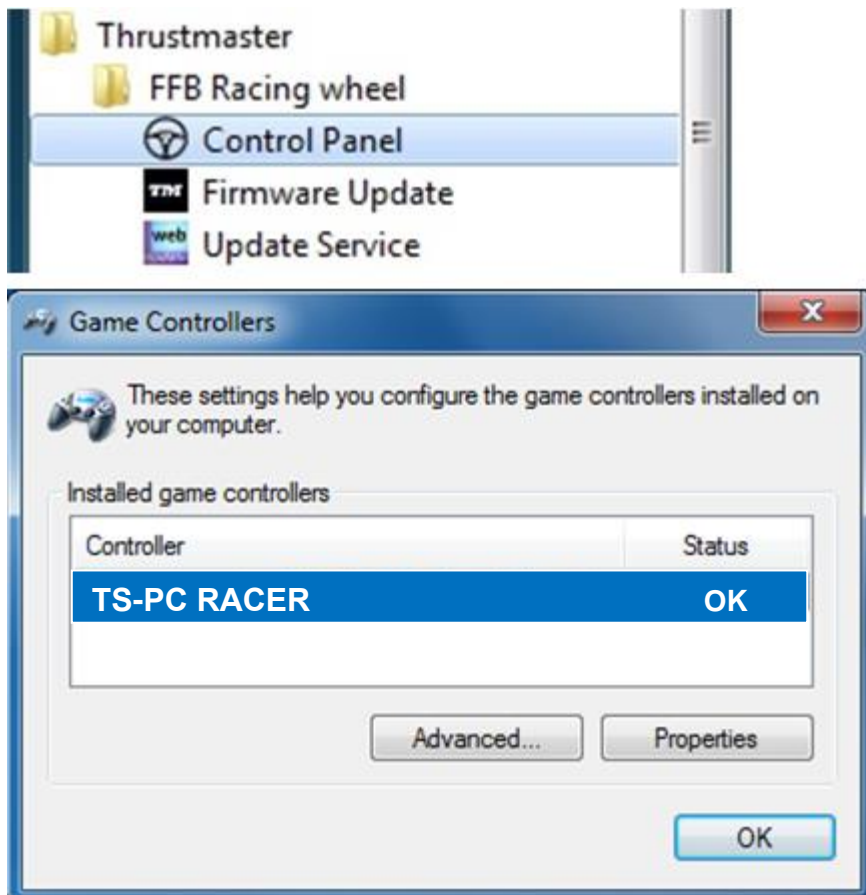 Thrustmaster
FFB Racing wheel
Control Panel
TM Firmware Update
web Update Service
Game Controllers
These settings help you configure the game controllers installed on
your computer.
Installed game controllers
Controller Status
TS-PC RACER OK
Advanced... Properties
OK